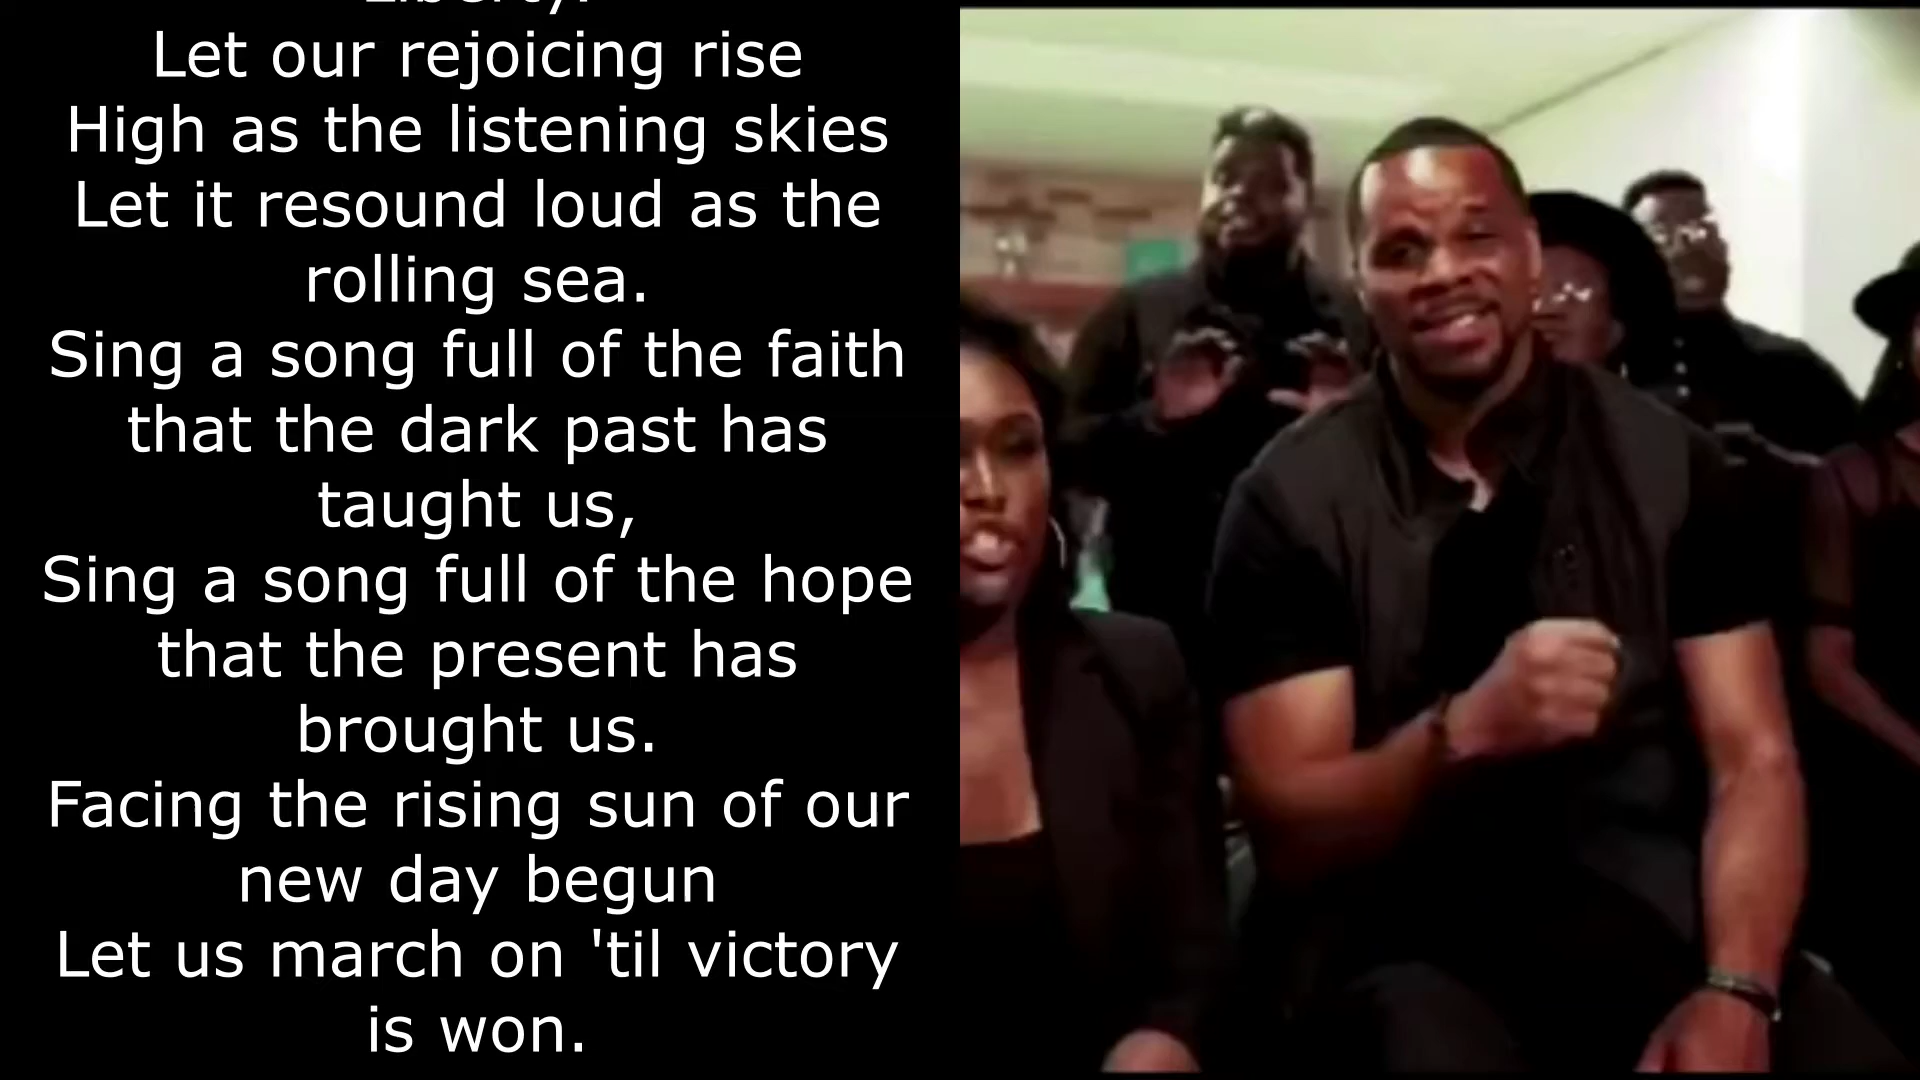 Liberty.
Let our rejoicing rise
High as the listening skies
Let it resound loud as the
rolling sea.
Sing a song full of the faith
that the dark past has
taught us,
Sing a song full of the hope
that the present has
brought us.
Facing the rising sun of our
new day begun
Let us march on 'til victory
is won.